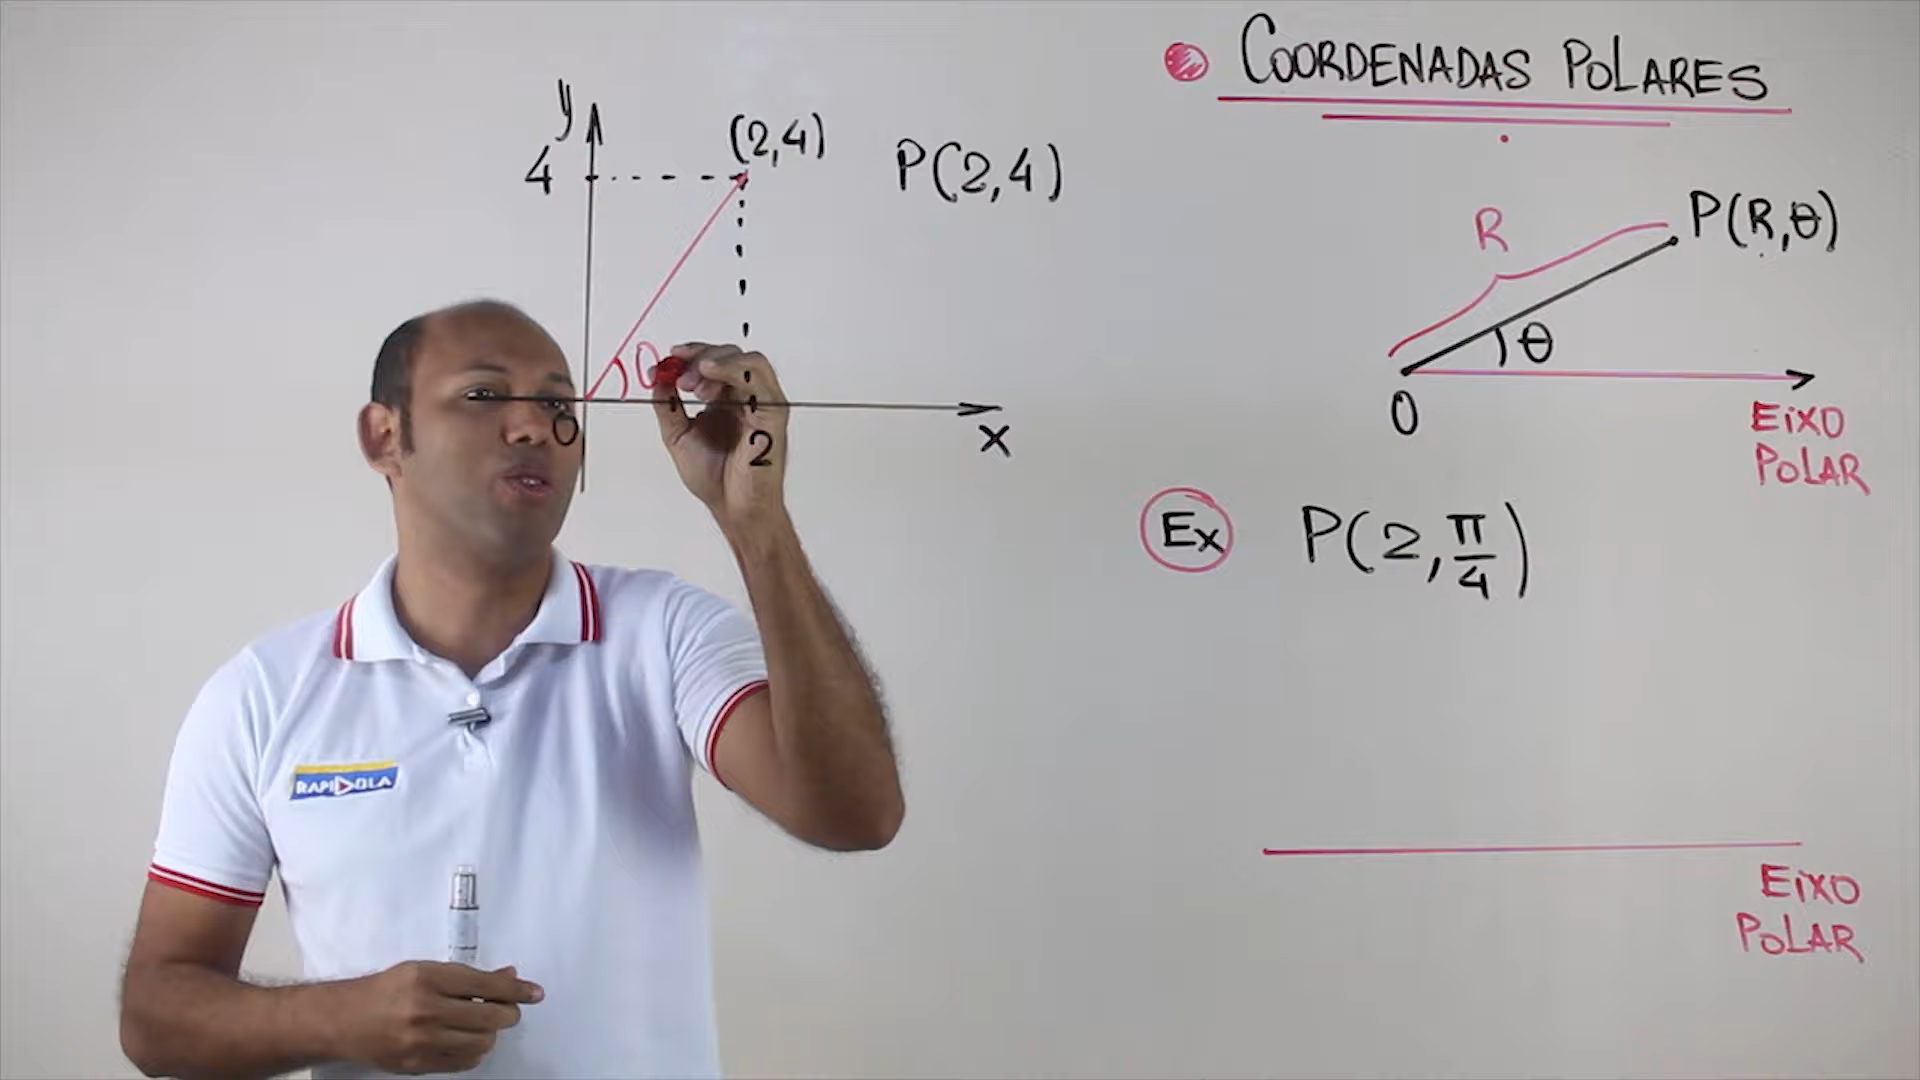 COORDENADAS POLARES
y
4
(2,4)
P(2,4)
θ
0
2
x
R
P(R,θ)
θ
0
EIXO
POLAR
Ex
P(2, π/4)
RAPIDOLA
EIXO
POLAR